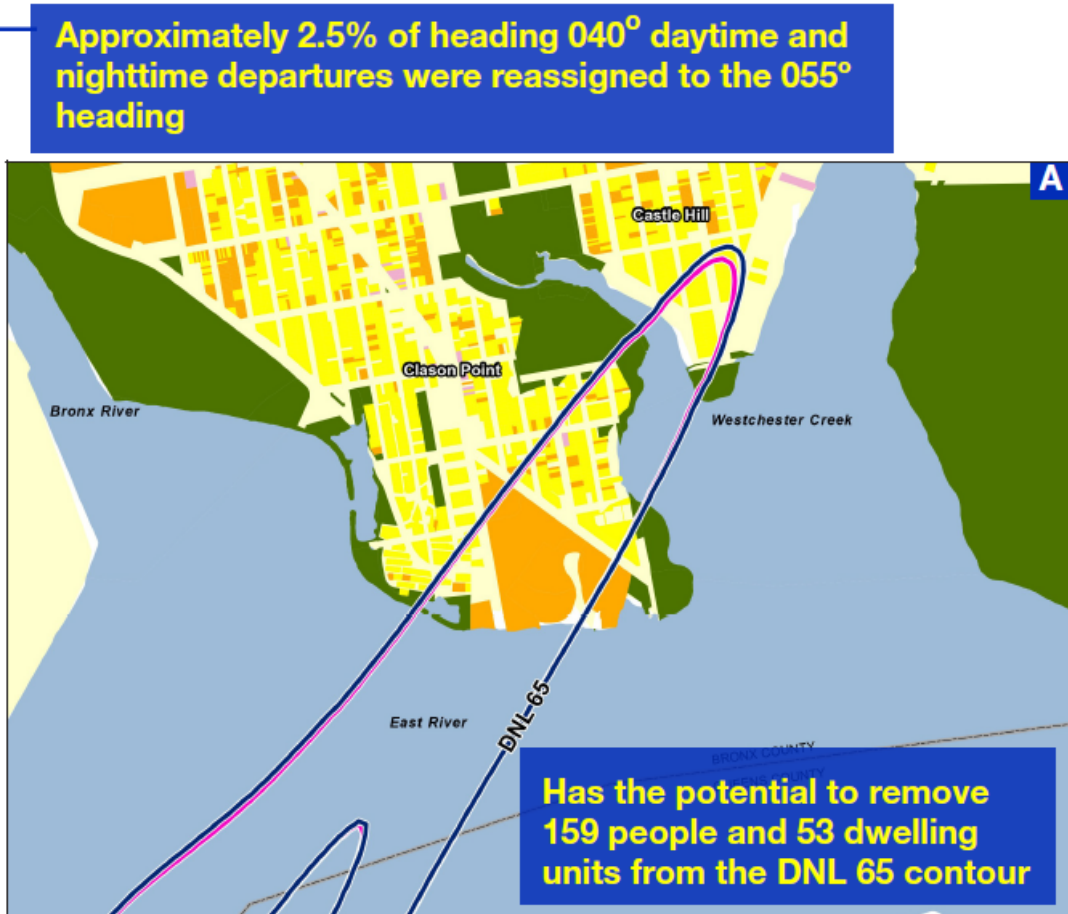 Approximately 2.5% of heading 040° daytime and
nighttime departures were reassigned to the 055°
heading
A
Castle Hill
Clason Point
Bronx River
Westchester Creek
DNL 65
East River
BRONX COUNTY
QUEENS COUNTY
Has the potential to remove
159 people and 53 dwelling
units from the DNL 65 contour